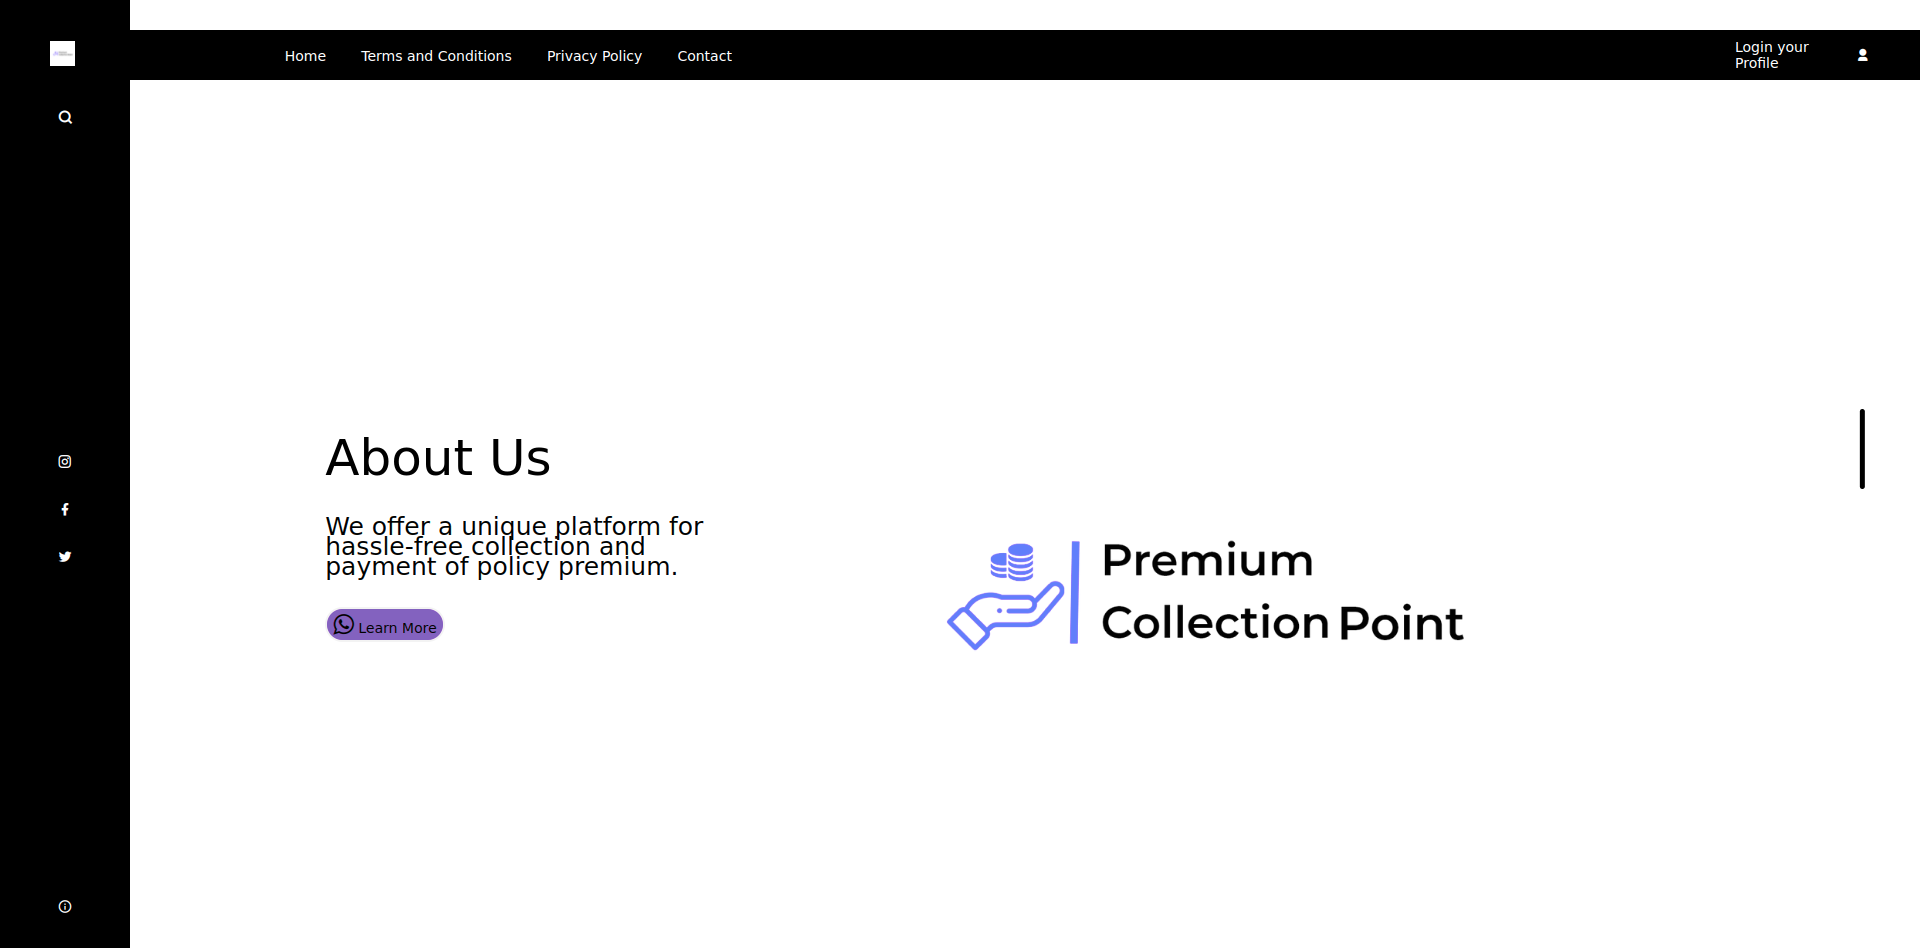 Home
Terms and Conditions
Privacy Policy
Contact
Login your
Profile
About Us
We offer a unique platform for
hassle-free collection and
payment of policy premium.
Learn More
Premium
Collection Point